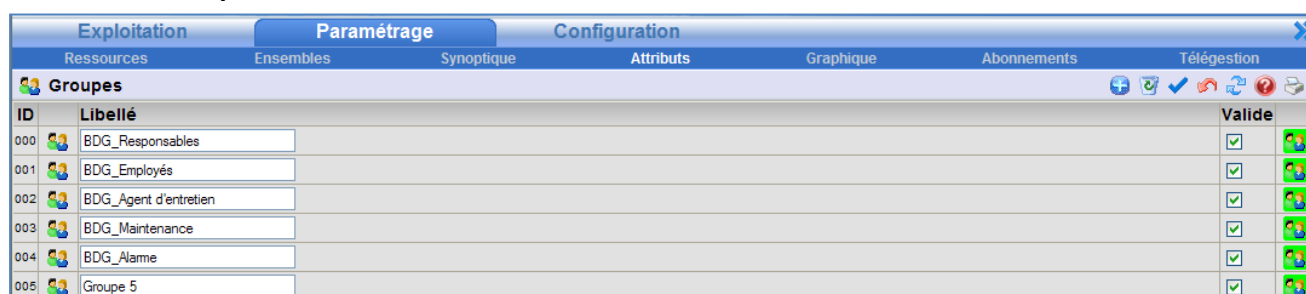 Exploitation Paramétrage Configuration
Ressources Ensembles Synoptique Attributs Graphique Abonnements Télégestion
Groupes
ID Libellé Valide
000 BDG_Responsables
001 BDG_Employés
002 BDG_Agent d'entretien
003 BDG_Maintenance
004 BDG_Alarme
005 Groupe 5